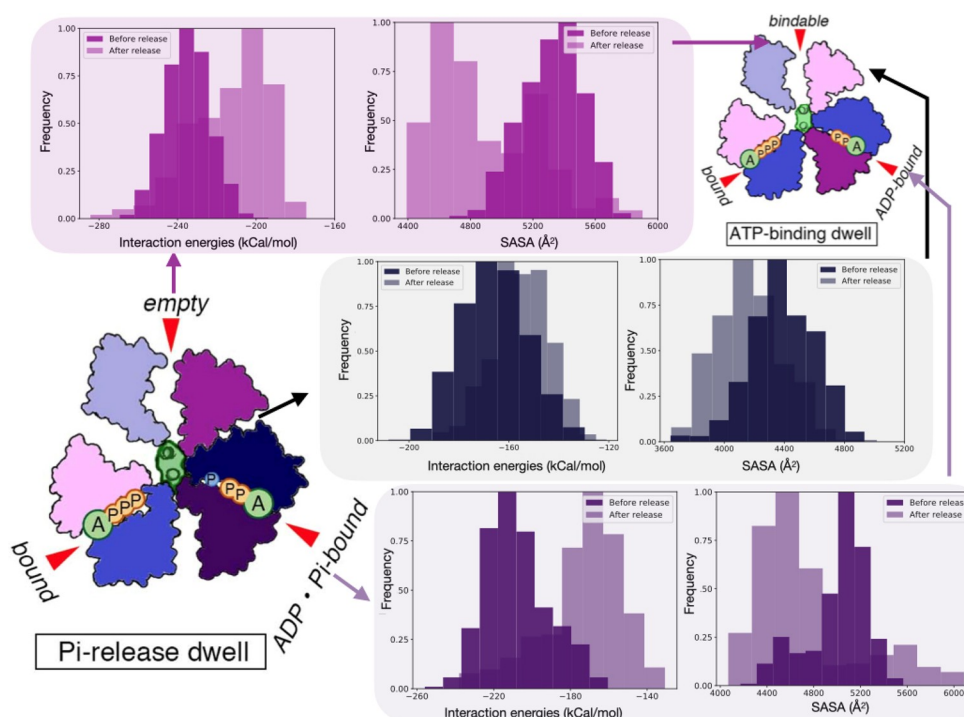 1.00
0.75
0.50
0.25
0.00
Frequency
Before release
After release
−280
−240
−200
−160
Interaction energies (kCal/mol)
1.00
0.75
0.50
0.25
0.00
Frequency
Before release
After release
4400
4800
5200
5600
6000
SASA (Å²)
bindable
bound
ADP-bound
A
P
P
P
P
P
A
ATP-binding dwell
empty
1.00
0.75
0.50
0.25
0.00
Frequency
Before release
After release
−200
−160
−120
Interaction energies (kCal/mol)
1.00
0.75
0.50
0.25
0.00
Frequency
Before release
After release
3600
4000
4400
4800
5200
SASA (Å²)
A
P
P
P
P
P
P
A
bound
ADP • Pi-bound
Pi-release dwell
1.00
0.75
0.50
0.25
0.00
Frequency
Before release
After release
−260
−220
−180
−140
Interaction energies (kCal/mol)
1.00
0.75
0.50
0.25
0.00
Frequency
Before release
After release
4000
4400
4800
5200
5600
6000
SASA (Å²)